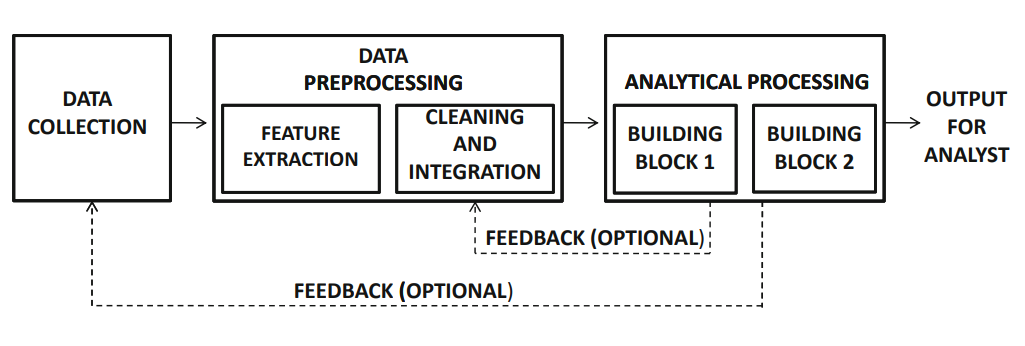 DATA
COLLECTION
DATA
PREPROCESSING
FEATURE
EXTRACTION
CLEANING
AND
INTEGRATION
ANALYTICAL PROCESSING
BUILDING
BLOCK 1
BUILDING
BLOCK 2
OUTPUT
FOR
ANALYST
FEEDBACK (OPTIONAL)
FEEDBACK (OPTIONAL)